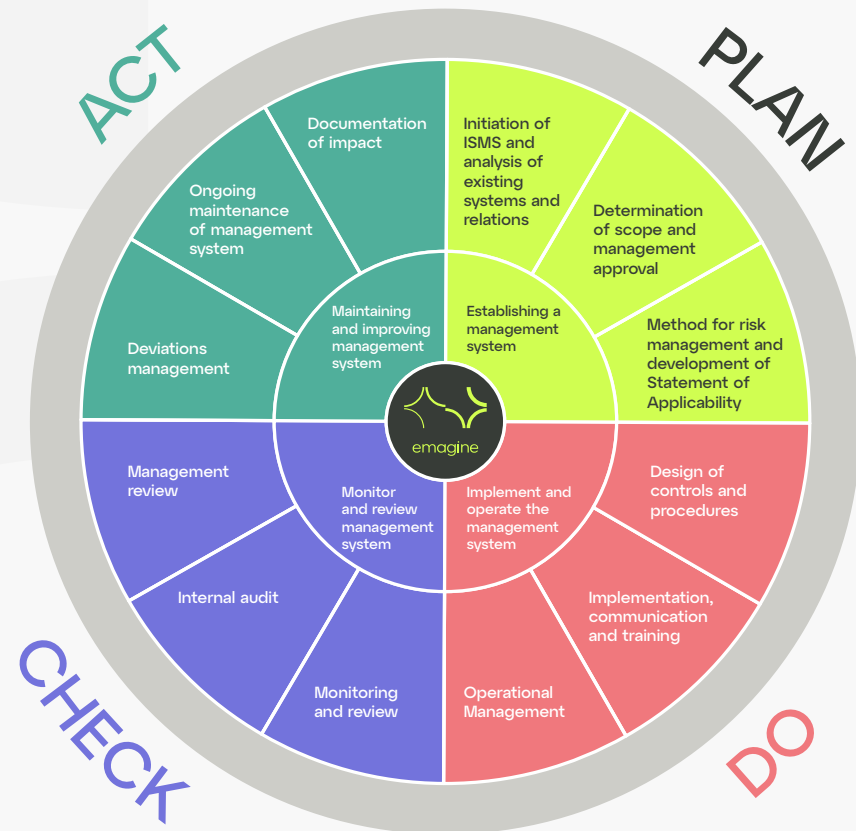 ACT
PLAN
Documentation
of impact
Initiation of
ISMS and
analysis of
existing
systems and
relations
Ongoing
maintenance
of management
system
Determination
of scope and
management
approval
Deviations
management
Maintaining
and improving
management
system
Establishing a
management
system
Method for risk
management and
development of
Statement of
Applicability
emagine
Management
review
Monitor
and review
management
system
Implement and
operate the
management
system
Design of
controls and
procedures
Internal audit
Implementation,
communication
and training
Monitoring
and review
Operational
Management
CHECK
DO